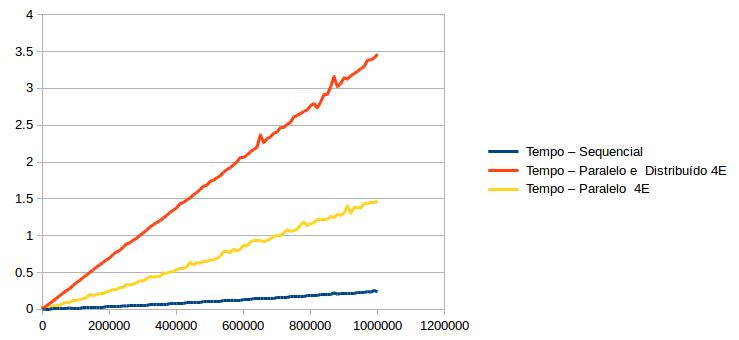 4
3.5
3
2.5
2
1.5
1
0.5
0
0 200000 400000 600000 800000 1000000 1200000
Tempo – Sequencial
Tempo – Paralelo e Distribuído 4E
Tempo – Paralelo 4E